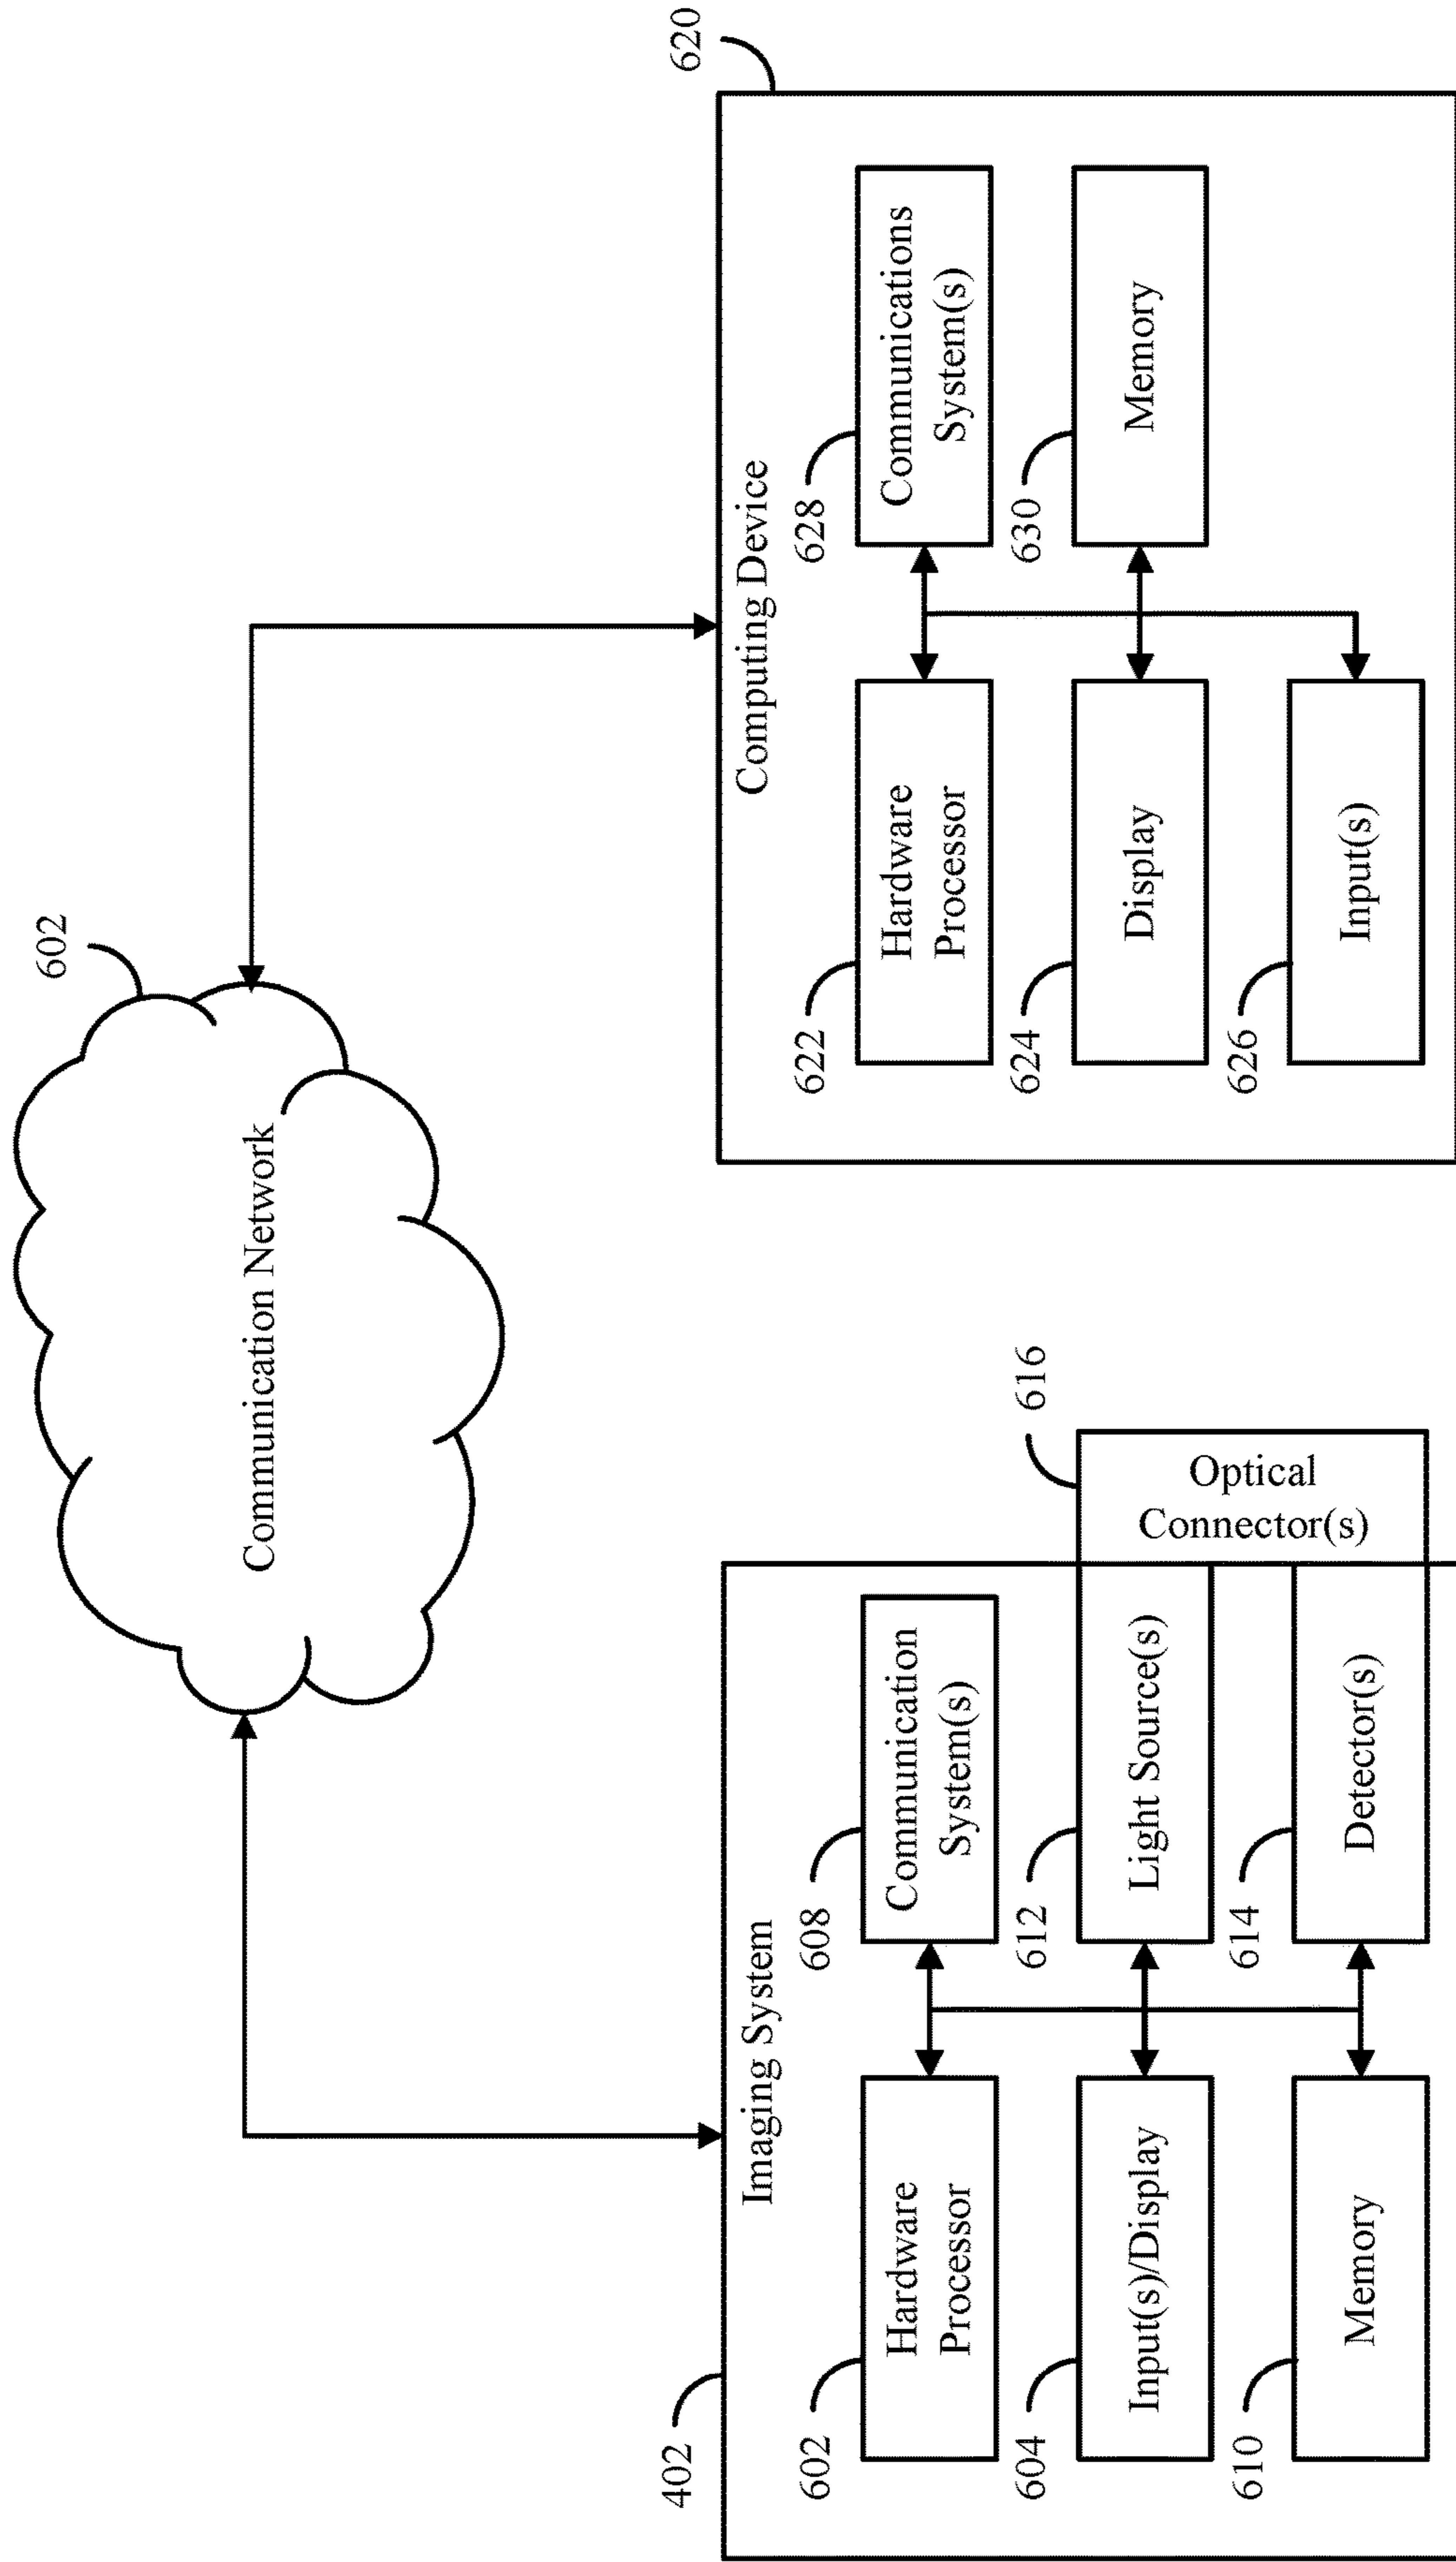 602
Communication Network
402
Imaging System
602
Hardware
Processor
608
Communication
System(s)
604
Input(s)/Display
612
Light Source(s)
616
Optical
Connector(s)
610
Memory
614
Detector(s)
620
Computing Device
622
Hardware
Processor
628
Communications
System(s)
624
Display
630
Memory
626
Input(s)